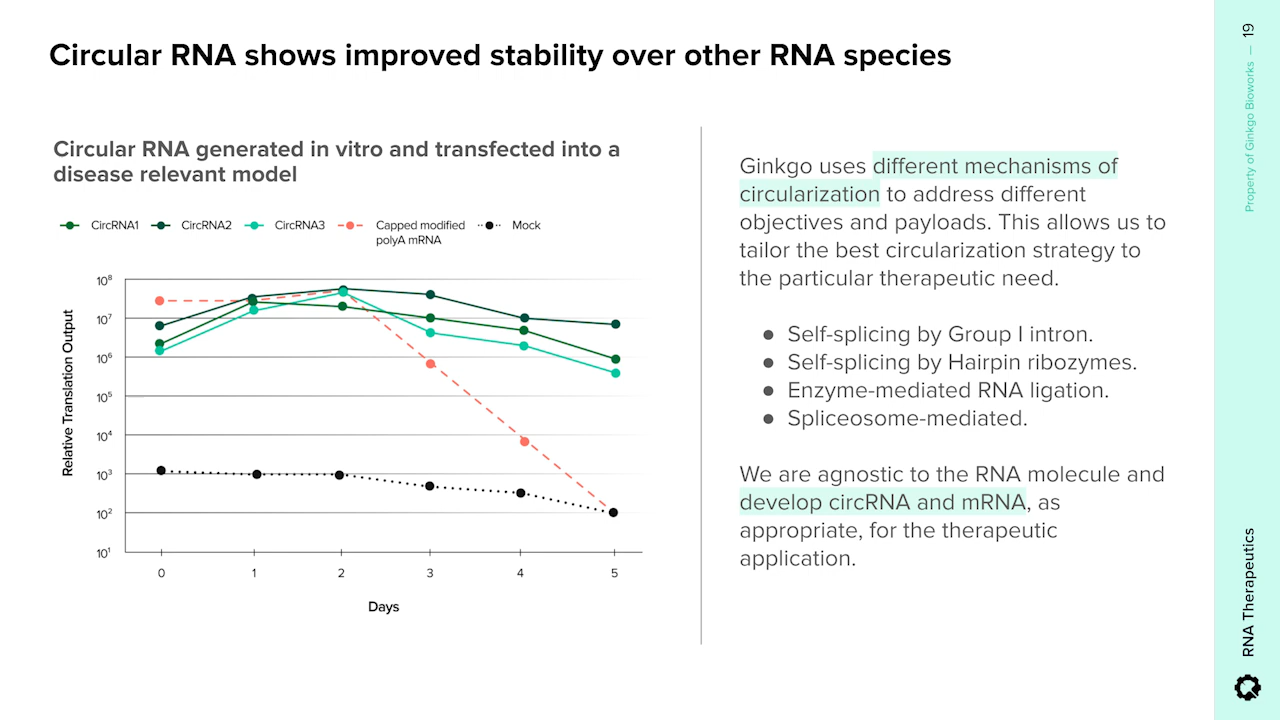 Circular RNA shows improved stability over other RNA species
Circular RNA generated in vitro and transfected into a
disease relevant model
CircRNA1
CircRNA2
CircRNA3
Capped modified
polyA mRNA
Mock
Relative Translation Output
10⁸
10⁷
10⁶
10⁵
10⁴
10³
10²
10¹
0 1 2 3 4 5
Days
Ginkgo uses different mechanisms of
circularization to address different
objectives and payloads. This allows us to
tailor the best circularization strategy to
the particular therapeutic need.
● Self-splicing by Group I intron.
● Self-splicing by Hairpin ribozymes.
● Enzyme-mediated RNA ligation.
● Spliceosome-mediated.
We are agnostic to the RNA molecule and
develop circRNA and mRNA, as
appropriate, for the therapeutic
application.
Property of Ginkgo Bioworks — 19
RNA Therapeutics